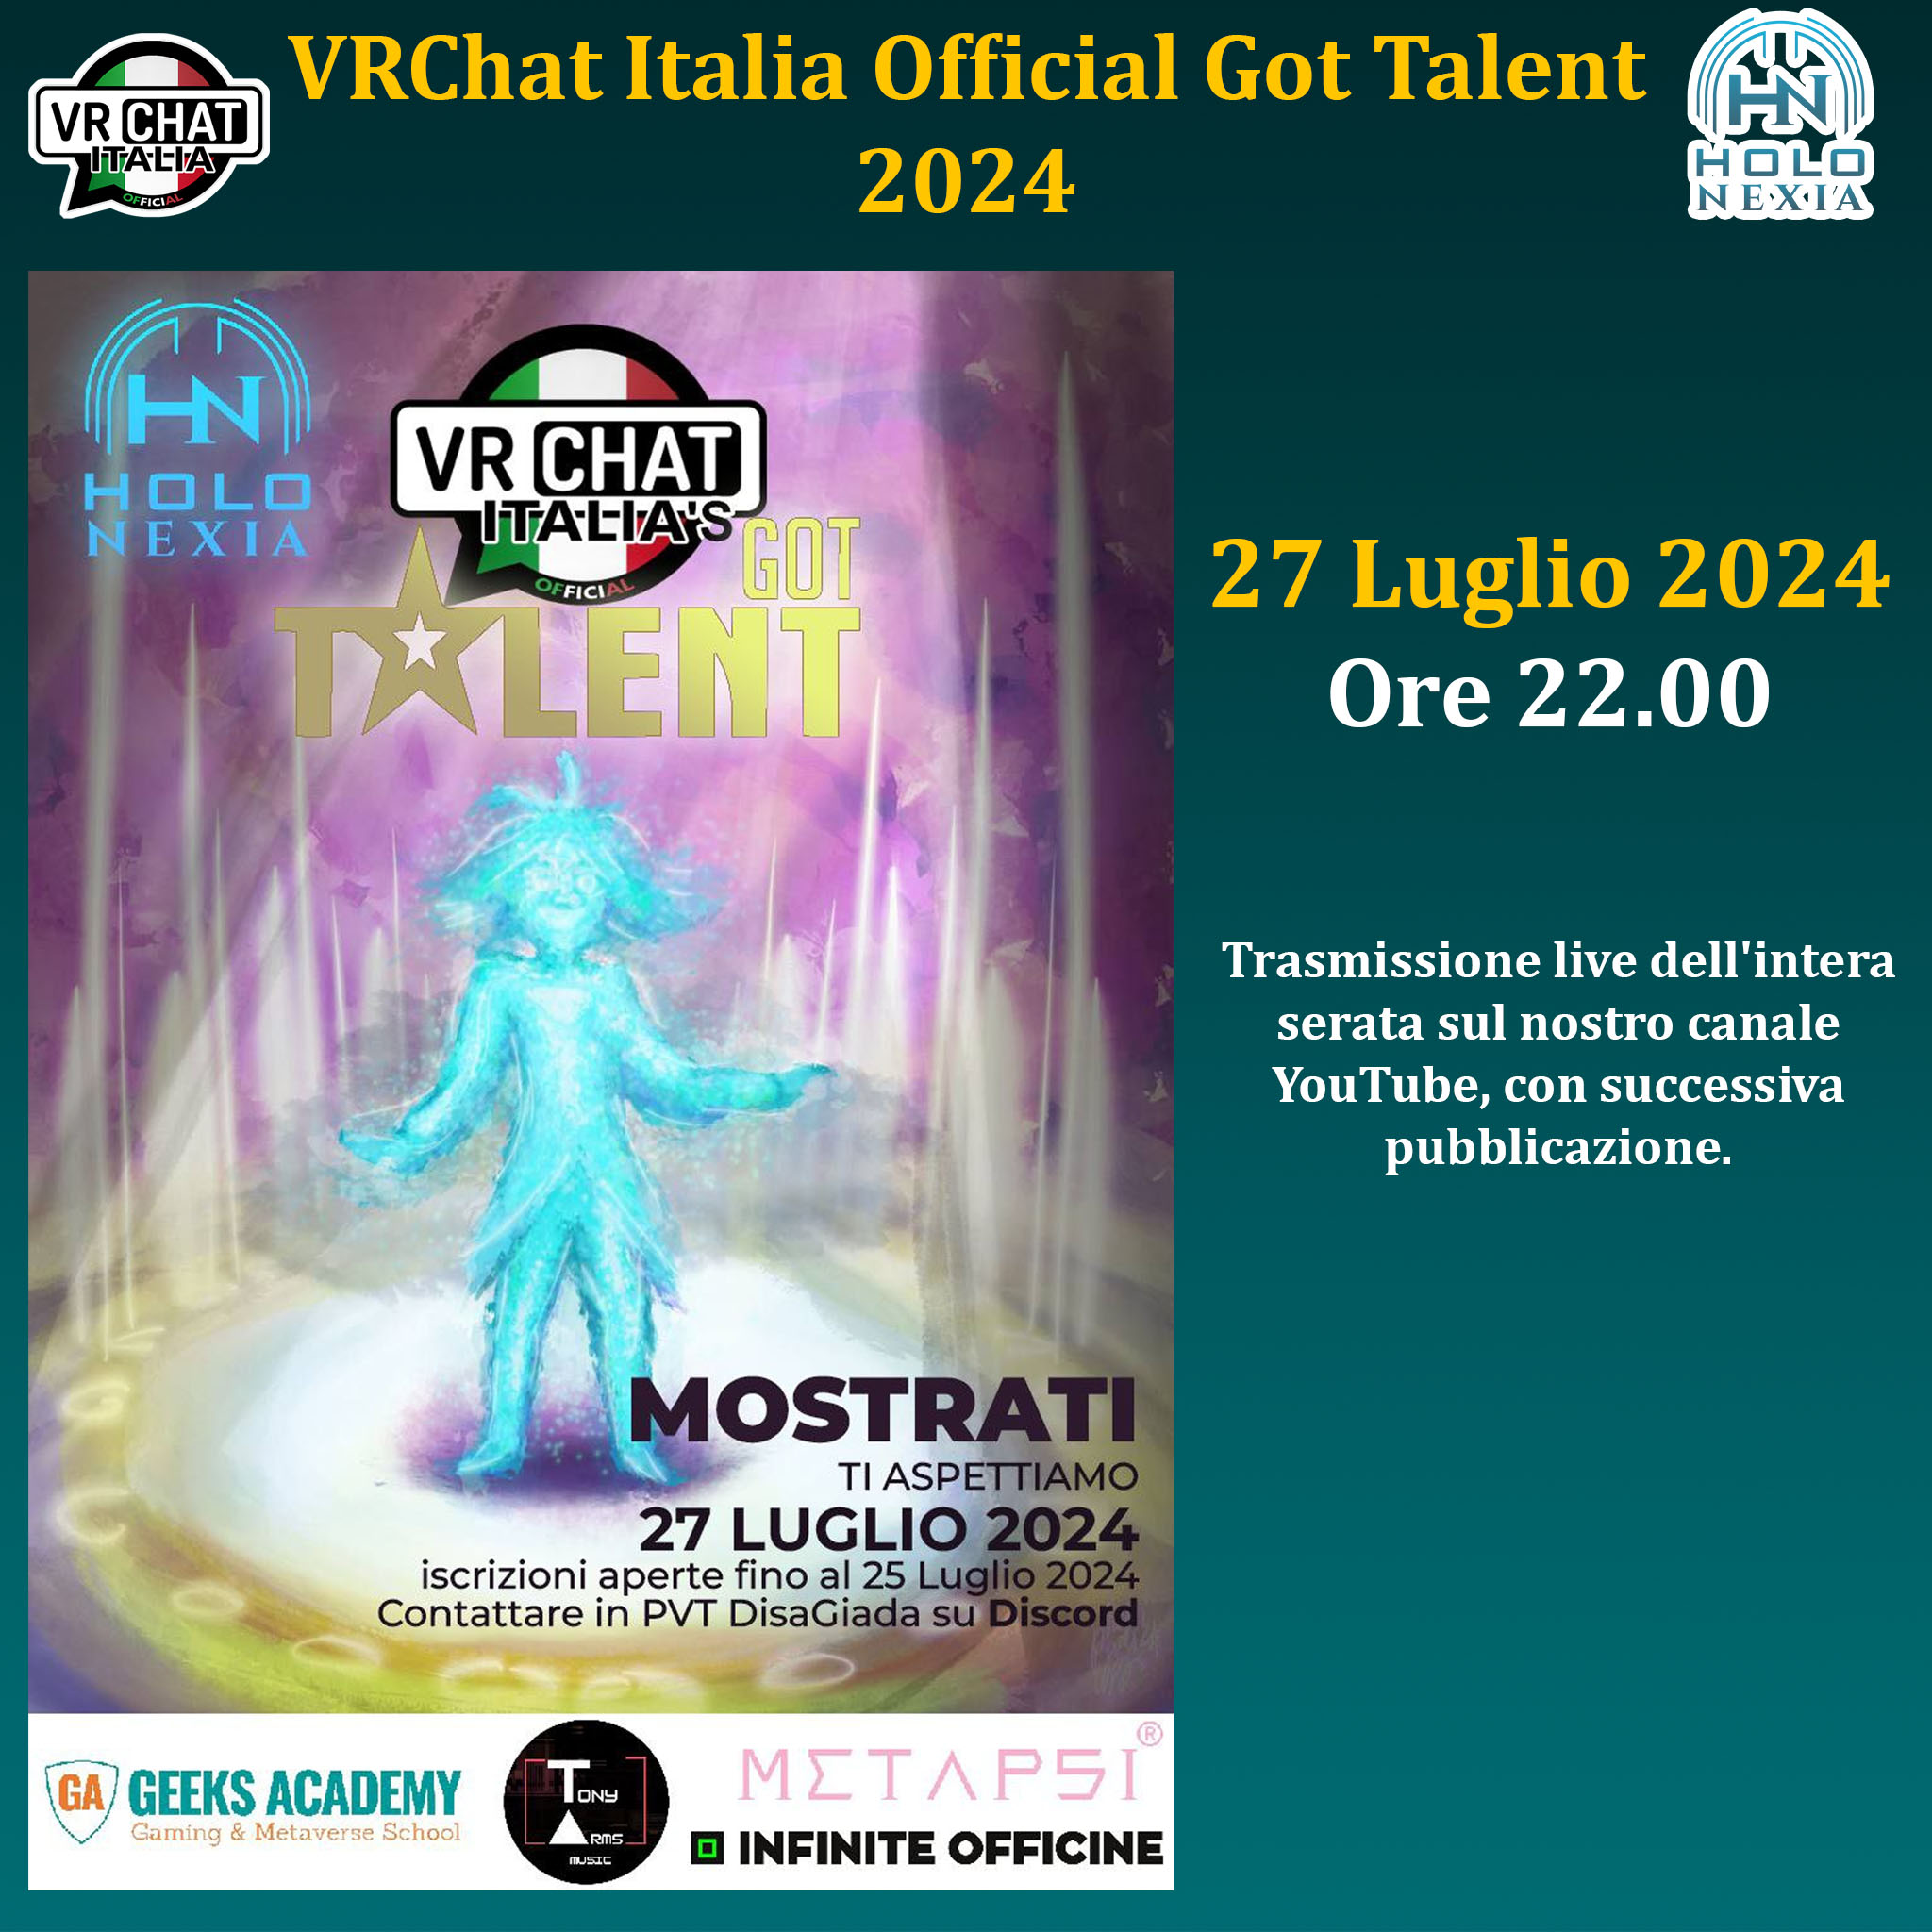 VRChat Italia Official Got Talent
2024
VR CHAT
ITALIA
OFFICIAL
HN
HOLO
NEXIA
HN
HOLO
NEXIA
VR CHAT
ITALIA'S
OFFICIAL
GOT
TALENT
27 Luglio 2024
Ore 22.00
Trasmissione live dell'intera
serata sul nostro canale
YouTube, con successiva
pubblicazione.
MOSTRATI
TI ASPETTIAMO
27 LUGLIO 2024
iscrizioni aperte fino al 25 Luglio 2024
Contattare in PVT DisaGiada su Discord
GA GEEKS ACADEMY
Gaming & Metaverse School
TONY
ARMS
MUSIC
METAPSI®
INFINITE OFFICINE